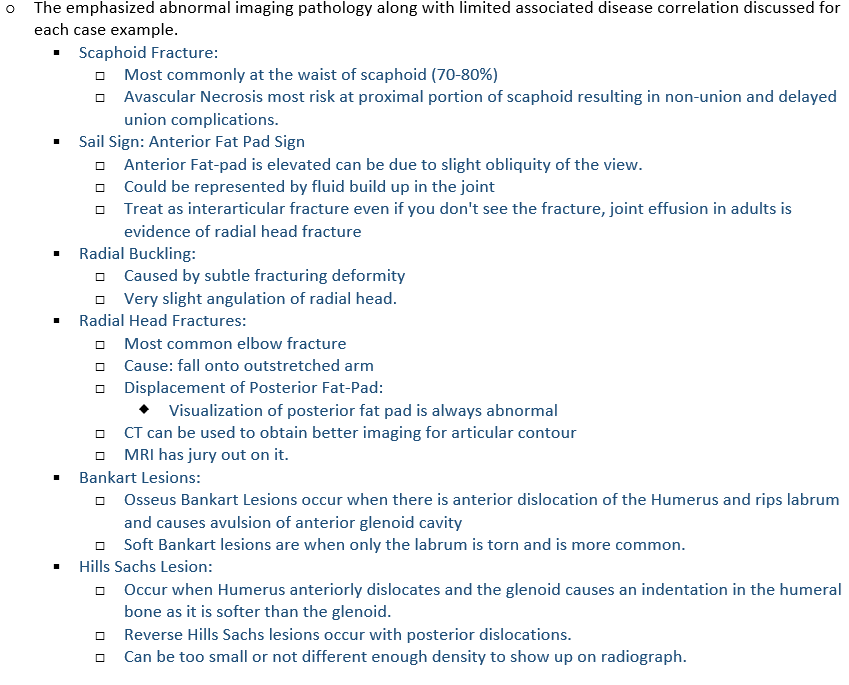 The emphasized abnormal imaging pathology along with limited associated disease correlation discussed for
each case example.
Scaphoid Fracture:
Most commonly at the waist of scaphoid (70-80%)
Avascular Necrosis most risk at proximal portion of scaphoid resulting in non-union and delayed
union complications.
Sail Sign: Anterior Fat Pad Sign
Anterior Fat-pad is elevated can be due to slight obliquity of the view.
Could be represented by fluid build up in the joint
Treat as interarticular fracture even if you don't see the fracture, joint effusion in adults is
evidence of radial head fracture
Radial Buckling:
Caused by subtle fracturing deformity
Very slight angulation of radial head.
Radial Head Fractures:
Most common elbow fracture
Cause: fall onto outstretched arm
Displacement of Posterior Fat-Pad:
Visualization of posterior fat pad is always abnormal
CT can be used to obtain better imaging for articular contour
MRI has jury out on it.
Bankart Lesions:
Osseus Bankart Lesions occur when there is anterior dislocation of the Humerus and rips labrum
and causes avulsion of anterior glenoid cavity
Soft Bankart lesions are when only the labrum is torn and is more common.
Hills Sachs Lesion:
Occur when Humerus anteriorly dislocates and the glenoid causes an indentation in the humeral
bone as it is softer than the glenoid.
Reverse Hills Sachs lesions occur with posterior dislocations.
Can be too small or not different enough density to show up on radiograph.